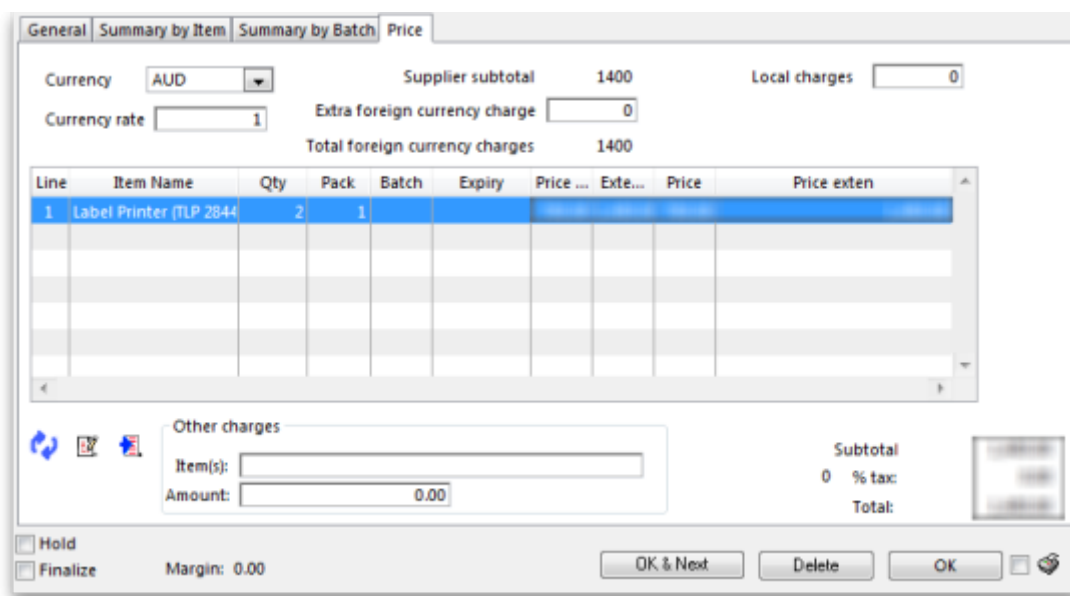 General Summary by Item Summary by Batch Price
Currency AUD Supplier subtotal 1400 Local charges 0
Currency rate 1 Extra foreign currency charge 0
Total foreign currency charges 1400
Line Item Name Qty Pack Batch Expiry Price ... Exte... Price Price exten
1 Label Printer (TLP 2844 2 1
Other charges
Item(s):
Amount: 0.00
Subtotal
0 % tax:
Total:
Hold
Finalize Margin: 0.00 OK & Next Delete OK